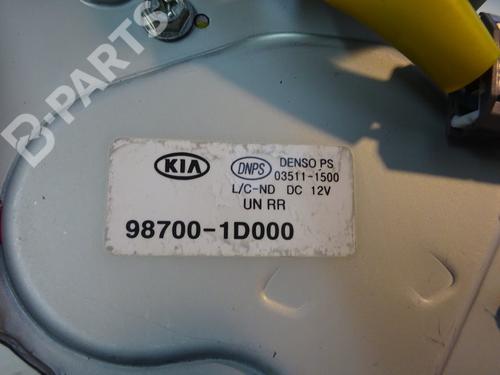 B-PARTS
KIA DNPS DENSO PS
03511-1500
L/C-ND DC 12V
UN RR
98700-1D000